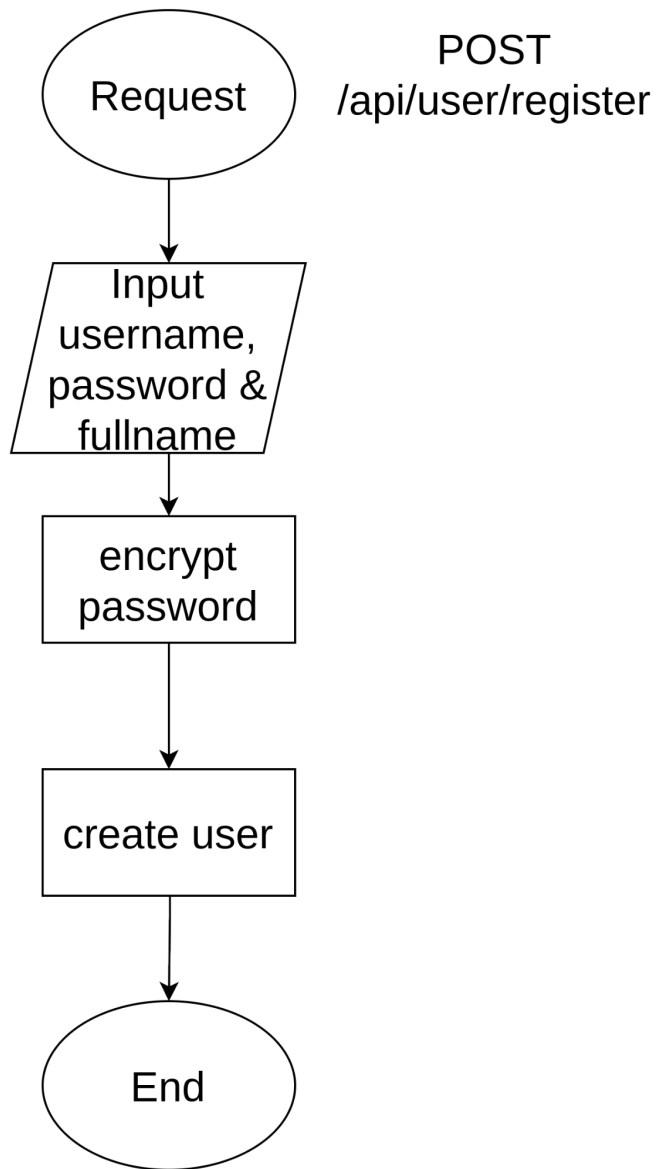 Request
POST
/api/user/register
Input
username,
password &
fullname
encrypt
password
create user
End